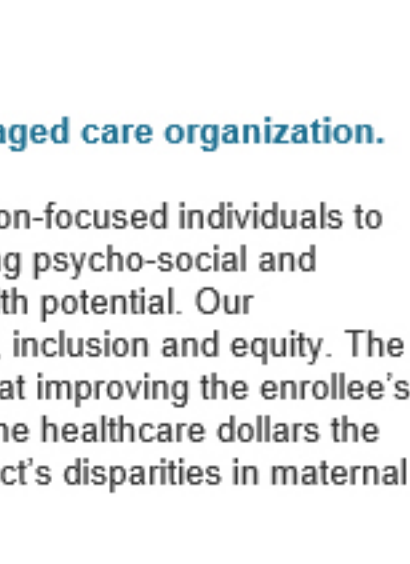 aged care organization.
on-focused individuals to
ng psycho-social and
th potential. Our
, inclusion and equity. The
at improving the enrollee's
he healthcare dollars the
ct's disparities in maternal